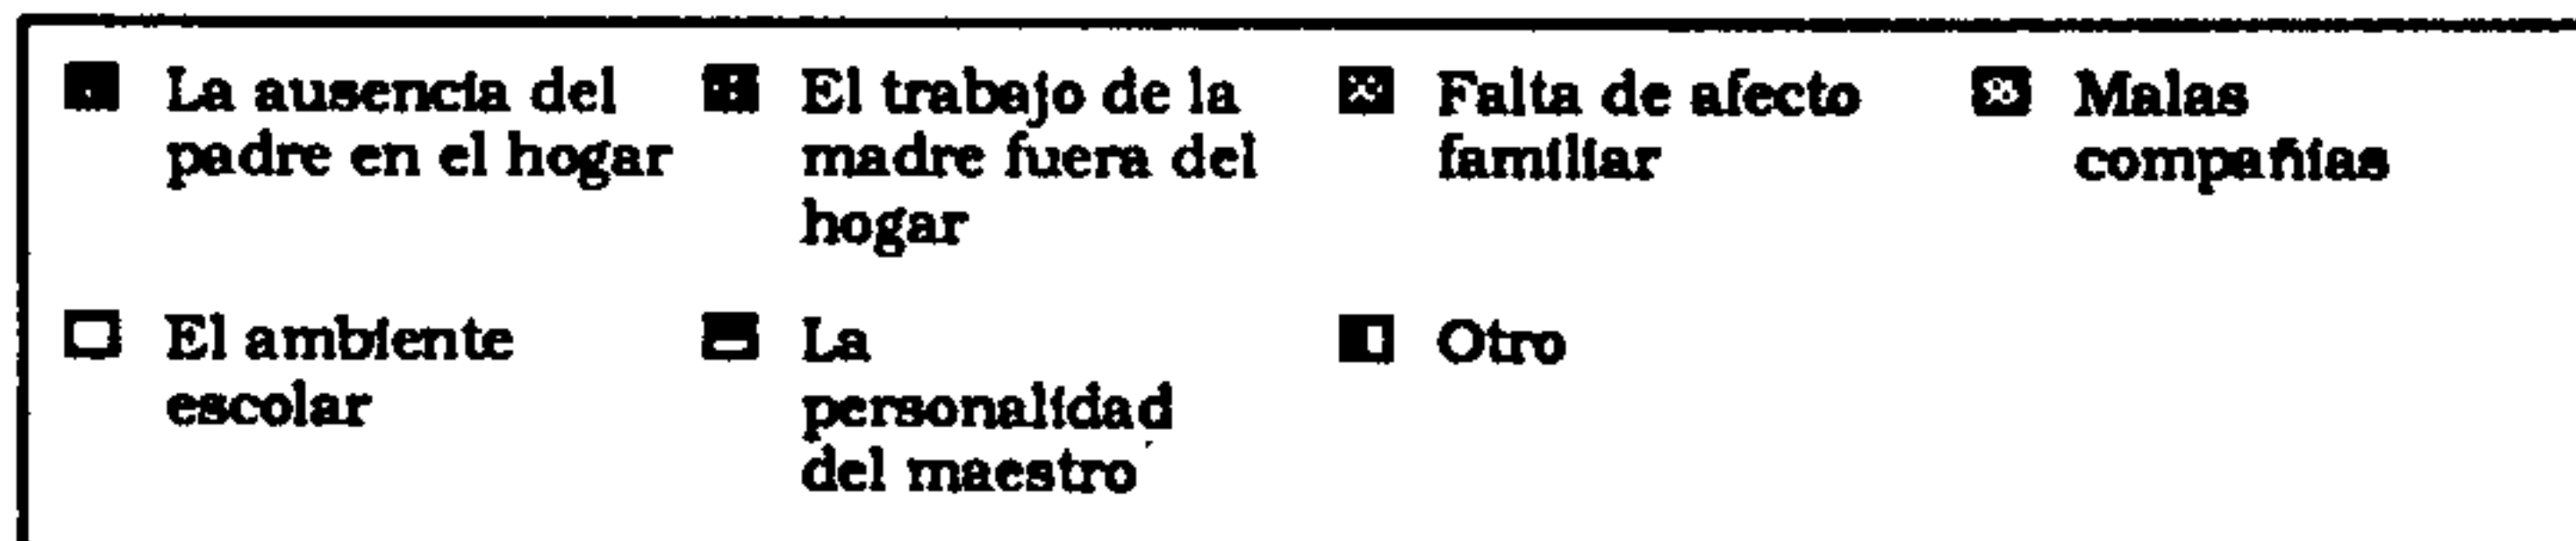 La ausencia del
padre en el hogar
El trabajo de la
madre fuera del
hogar
Falta de afecto
familiar
Malas
compañias
El ambiente
escolar
La
personalidad
del maestro
Otro